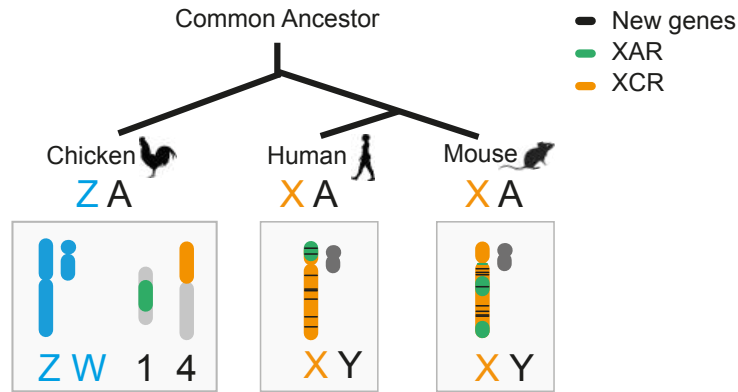 Common Ancestor
New genes
XAR
XCR
Chicken
Human
Mouse
Z A
X A
X A
Z W 1 4
X Y
X Y